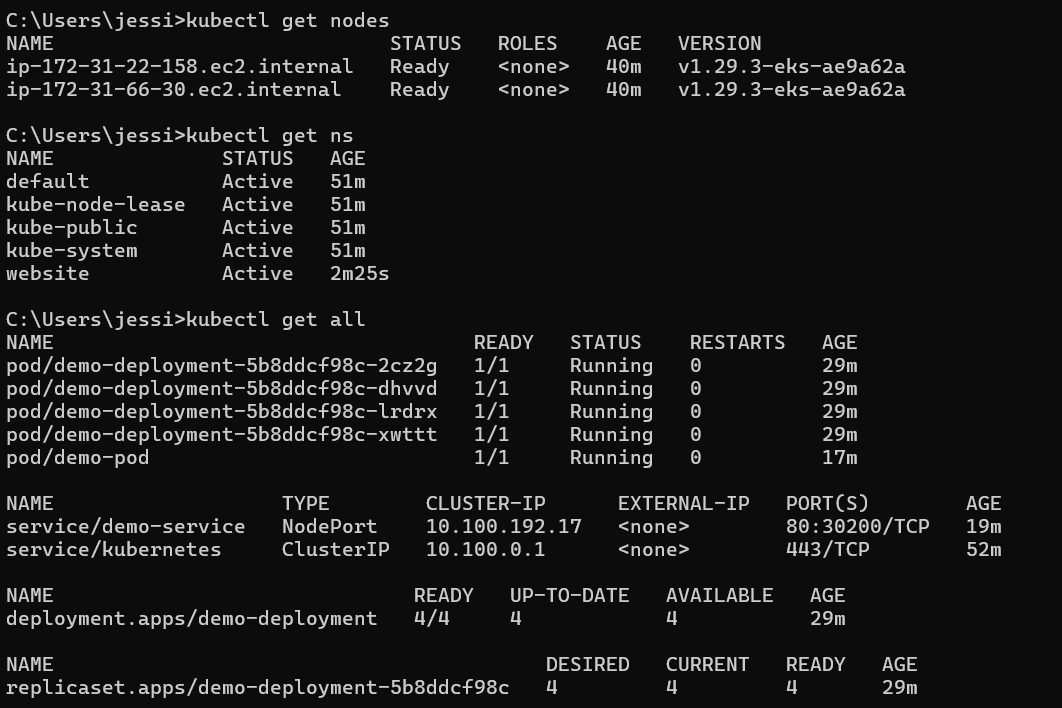 C:\Users\jessi>kubectl get nodes
NAME                            STATUS   ROLES    AGE   VERSION
ip-172-31-22-158.ec2.internal   Ready    <none>   40m   v1.29.3-eks-ae9a62a
ip-172-31-66-30.ec2.internal    Ready    <none>   40m   v1.29.3-eks-ae9a62a

C:\Users\jessi>kubectl get ns
NAME              STATUS   AGE
default           Active   51m
kube-node-lease   Active   51m
kube-public       Active   51m
kube-system       Active   51m
website           Active   2m25s

C:\Users\jessi>kubectl get all
NAME                                   READY   STATUS    RESTARTS   AGE
pod/demo-deployment-5b8ddcf98c-2cz2g   1/1     Running   0          29m
pod/demo-deployment-5b8ddcf98c-dhvvd   1/1     Running   0          29m
pod/demo-deployment-5b8ddcf98c-lrdrx   1/1     Running   0          29m
pod/demo-deployment-5b8ddcf98c-xwttt   1/1     Running   0          29m
pod/demo-pod                           1/1     Running   0          17m

NAME                   TYPE        CLUSTER-IP      EXTERNAL-IP   PORT(S)        AGE
service/demo-service   NodePort    10.100.192.17   <none>        80:30200/TCP   19m
service/kubernetes     ClusterIP   10.100.0.1      <none>        443/TCP        52m

NAME                              READY   UP-TO-DATE   AVAILABLE   AGE
deployment.apps/demo-deployment   4/4     4            4           29m

NAME                                         DESIRED   CURRENT   READY   AGE
replicaset.apps/demo-deployment-5b8ddcf98c   4         4         4       29m